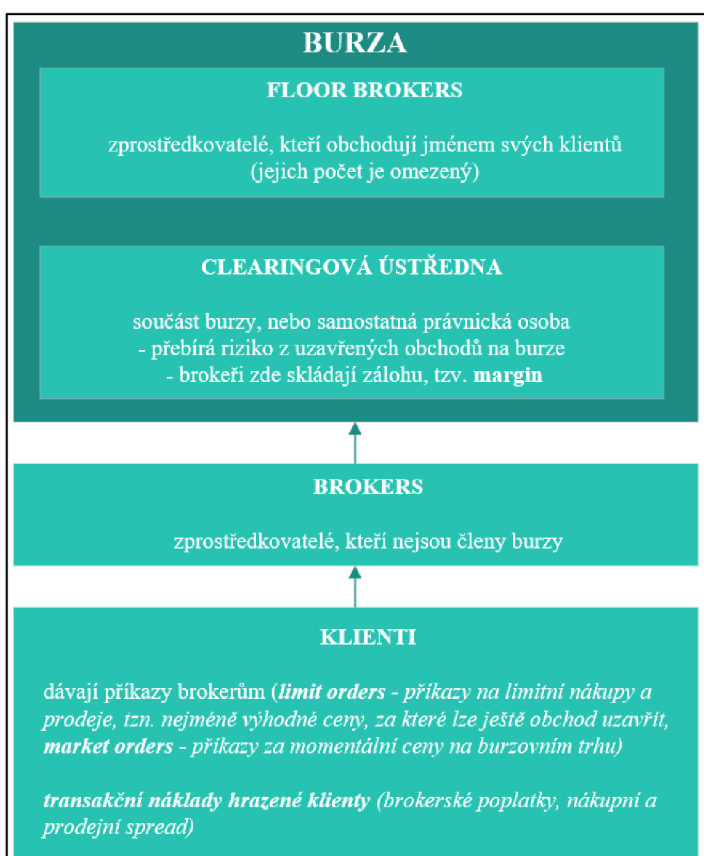 BURZA
FLOOR BROKERS
zprostředkovatelé, kteří obchodují jménem svých klientů
(jejich počet je omezený)
CLEARINGOVÁ ÚSTŘEDNA
součást burzy, nebo samostatná právnická osoba
- přebírá riziko z uzavřených obchodů na burze
- brokeři zde skládají zálohu, tzv. margin
BROKERS
zprostředkovatelé, kteří nejsou členy burzy
KLIENTI
dávají příkazy brokerům (limit orders - příkazy na limitní nákupy a
prodeje, tzn. nejméně výhodné ceny, za které lze ještě obchod uzavřít,
market orders - příkazy za momentální ceny na burzovním trhu)
transakční náklady hrazené klienty (brokerské poplatky, nákupní a
prodejní spread)